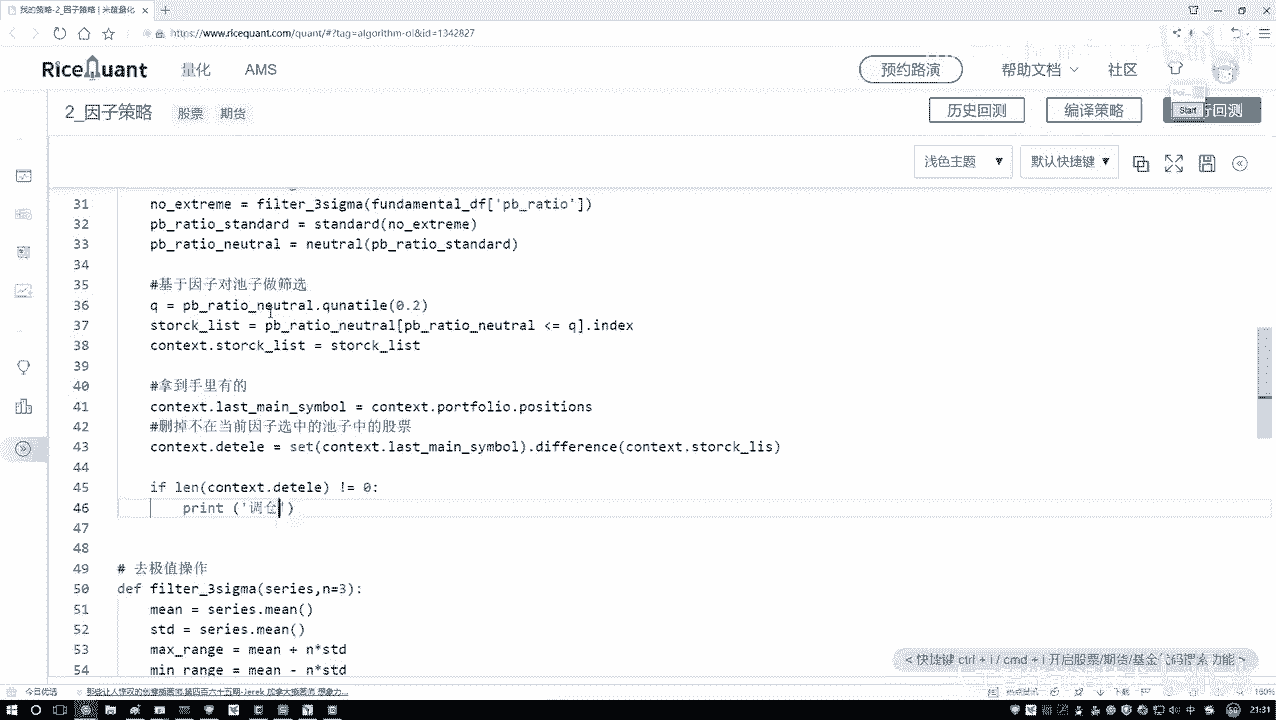 我的策略-2_因子策略 | 米筐量化
https://www.ricequant.com/quant/#?tag=algorithm-ol&id=1342827
RiceQuant 量化 AMS 预约路演 帮助文档 社区
2_因子策略 股票 期货 历史回测 编译策略 Start 行回测
浅色主题 默认快捷键
31 no_extreme = filter_3sigma(fundamental_df['pb_ratio'])
32 pb_ratio_standard = standard(no_extreme)
33 pb_ratio_neutral = neutral(pb_ratio_standard)
34
35 #基于因子对池子做筛选
36 q = pb_ratio_neutral.qunatile(0.2)
37 storck_list = pb_ratio_neutral[pb_ratio_neutral <= q].index
38 context.storck_list = storck_list
39
40 #拿到手里有的
41 context.last_main_symbol = context.portfolio.positions
42 #删掉不在当前因子选中的池子中的股票
43 context.detele = set(context.last_main_symbol).difference(context.storck_lis)
44
45 if len(context.detele) != 0:
46 print ('调仓')
47
48
49 # 去极值操作
50 def filter_3sigma(series,n=3):
51 mean = series.mean()
52 std = series.mean()
53 max_range = mean + n*std
54 min_range = mean - n*std
< 快捷键 ctrl + i / cmd + i 开启股票/期货/基金
今日优选
160%
21:31